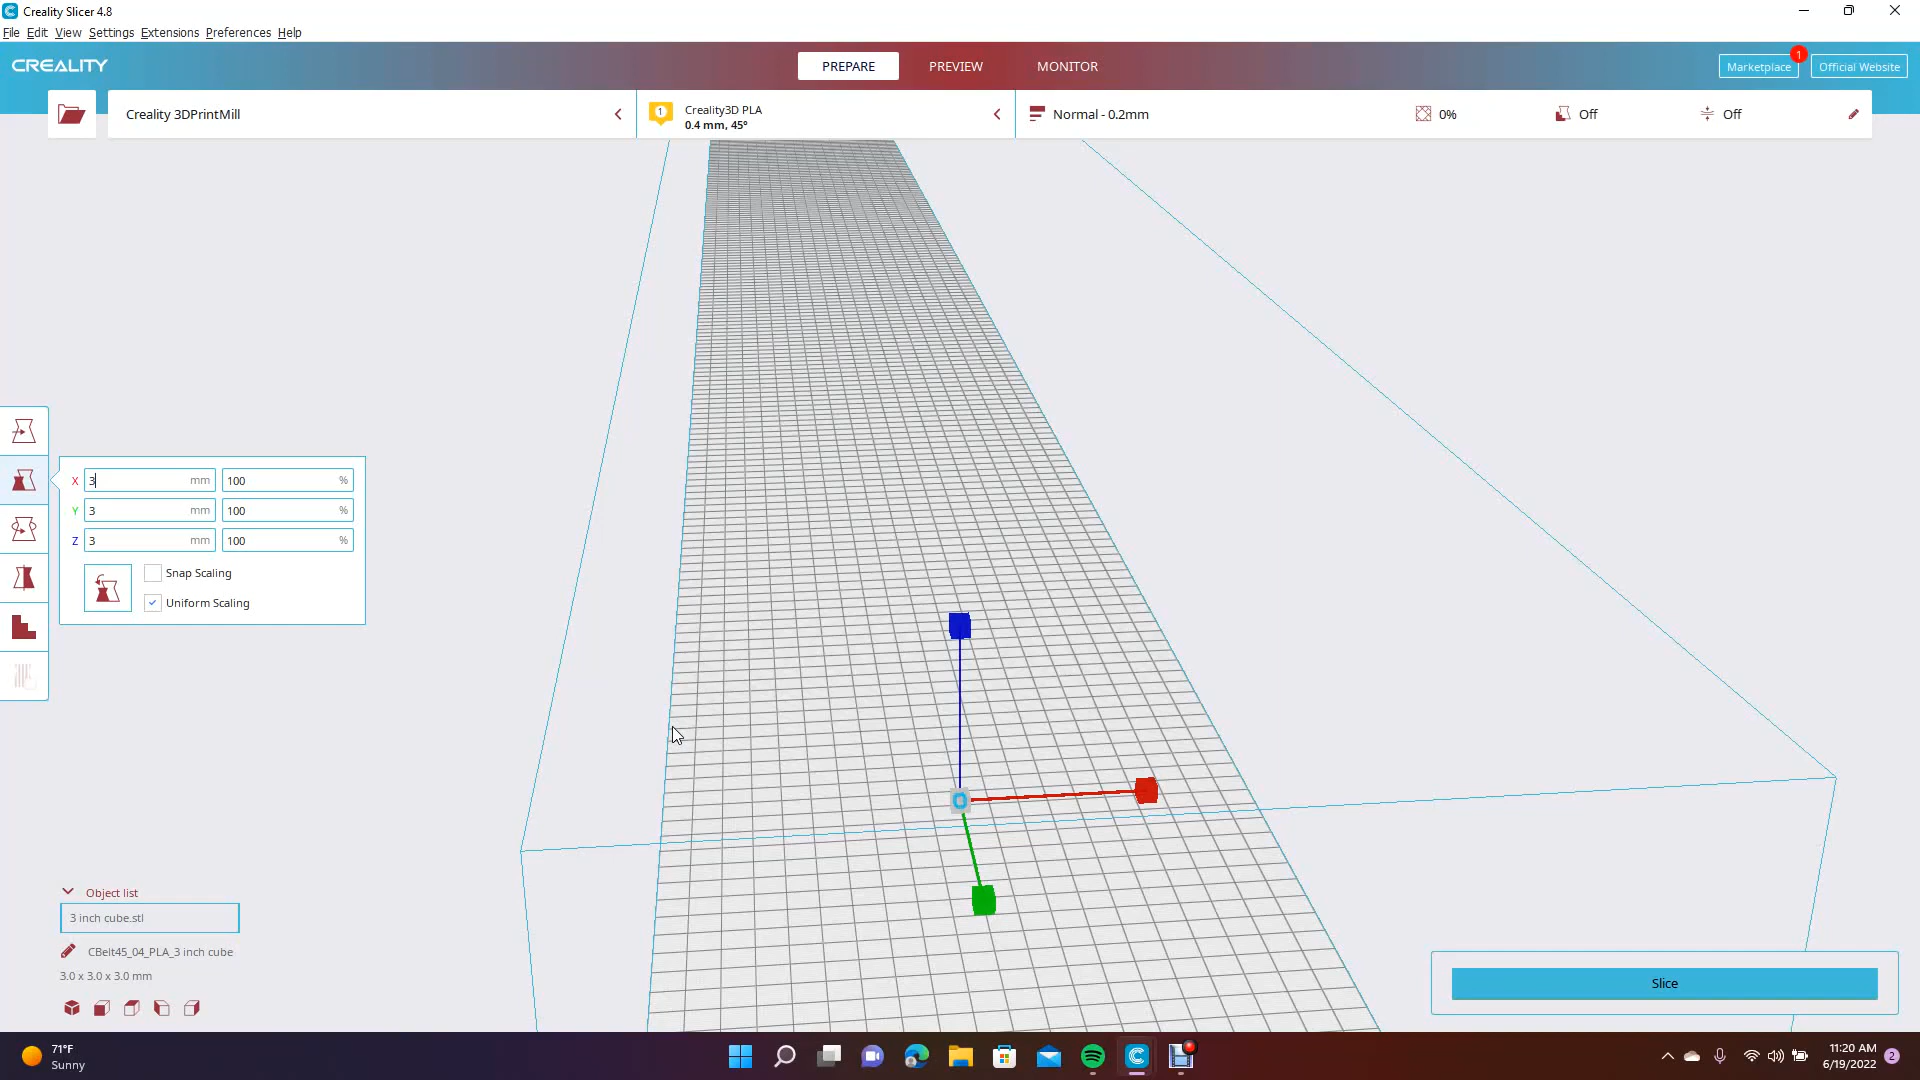 Creality Slicer 4.8
File Edit View Settings Extensions Preferences Help
CREALITY
PREPARE
PREVIEW
MONITOR
Marketplace
1
Official Website
Creality 3DPrintMill
1
Creality3D PLA
0.4 mm, 45°
Normal - 0.2mm
0%
Off
Off
X 3 mm 100 %
Y 3 mm 100 %
Z 3 mm 100 %
Snap Scaling
Uniform Scaling
Object list
3 inch cube.stl
CBelt45_04_PLA_3 inch cube
3.0 x 3.0 x 3.0 mm
Slice
71°F
Sunny
11:20 AM
6/19/2022
2